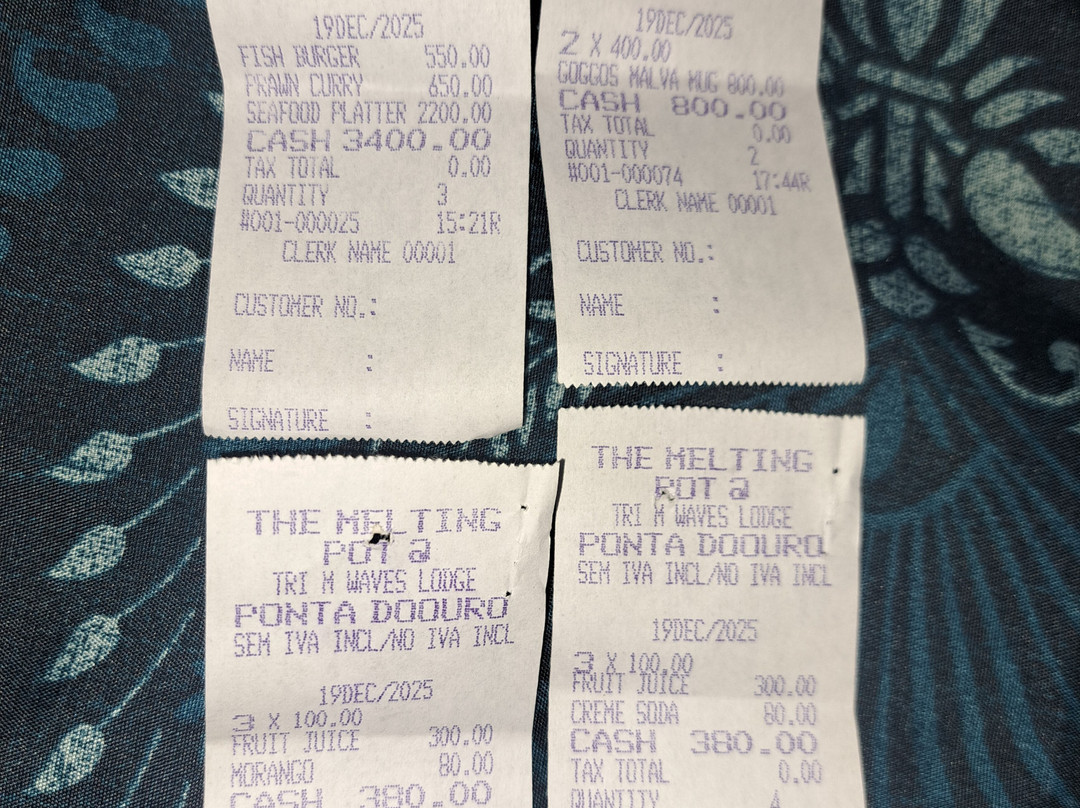 19DEC/2025
FISH BURGER 550.00
PRAWN CURRY 650.00
SEAFOOD PLATTER 2200.00
CASH 3400.00
TAX TOTAL 0.00
QUANTITY 3
#001-000025 15:21R
CLERK NAME 00001
CUSTOMER NO.:
NAME :
SIGNATURE :
19DEC/2025
2 X 400.00
GOGGOS MALVA MUG 800.00
CASH 800.00
TAX TOTAL 0.00
QUANTITY 2
#001-000074 17:44R
CLERK NAME 00001
CUSTOMER NO.:
NAME :
SIGNATURE :
THE MELTING
POT @
TRI M WAVES LODGE
PONTA DOOURO
SEM IVA INCL/NO IVA INCL
19DEC/2025
3 X 100.00
FRUIT JUICE 300.00
MORANGO 80.00
CASH 380.00
THE MELTING
POT @
TRI M WAVES LODGE
PONTA DOOURO
SEM IVA INCL/NO IVA INCL
19DEC/2025
3 X 100.00
FRUIT JUICE 300.00
CREME SODA 80.00
CASH 380.00
TAX TOTAL 0.00
QUANTITY 4